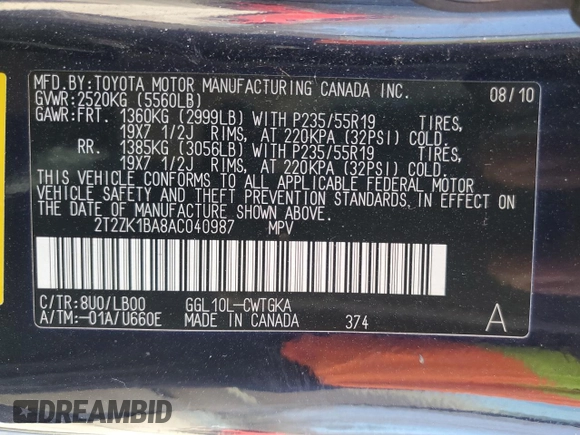 MFD.BY:TOYOTA MOTOR MANUFACTURING CANADA INC.
GVWR:2520KG (5560LB) 08/10
GAWR:FRT. 1360KG (2999LB) WITH P235/55R19 TIRES,
19X7 1/2J RIMS, AT 220KPA (32PSI) COLD.
RR. 1385KG (3056LB) WITH P235/55R19 TIRES,
19X7 1/2J RIMS, AT 220KPA (32PSI) COLD.
THIS VEHICLE CONFORMS TO ALL APPLICABLE FEDERAL MOTOR
VEHICLE SAFETY AND THEFT PREVENTION STANDARDS IN EFFECT ON
THE DATE OF MANUFACTURE SHOWN ABOVE.
2T2ZK1BA8AC040987 MPV
C/TR:8U0/LB00 GGL10L-CWTGKA
A/TM:-01A/U660E MADE IN CANADA 374 A
DREAMBID